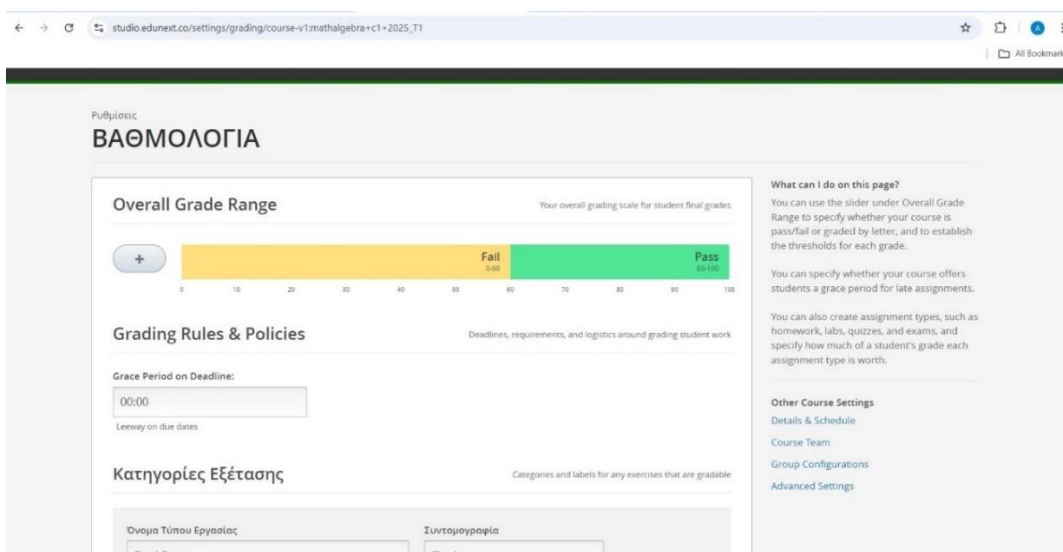 studio.edunext.co/settings/grading/course-v1:mathalgebra+c1+2025_T1
All Bookmark
Ρυθμίσεις
ΒΑΘΜΟΛΟΓΙΑ
Overall Grade Range
Your overall grading scale for student final grades
+
Fail
0-60
Pass
60-100
0 10 20 30 40 50 60 70 80 90 100
Grading Rules & Policies
Deadlines, requirements, and logistics around grading student work
Grace Period on Deadline:
00:00
Leeway on due dates
Κατηγορίες Εξέτασης
Categories and labels for any exercises that are gradable
Όνομα Τύπου Εργασίας
Συντομογραφία
What can I do on this page?
You can use the slider under Overall Grade
Range to specify whether your course is
pass/fail or graded by letter, and to establish
the thresholds for each grade.
You can specify whether your course offers
students a grace period for late assignments.
You can also create assignment types, such as
homework, labs, quizzes, and exams, and
specify how much of a student's grade each
assignment type is worth.
Other Course Settings
Details & Schedule
Course Team
Group Configurations
Advanced Settings